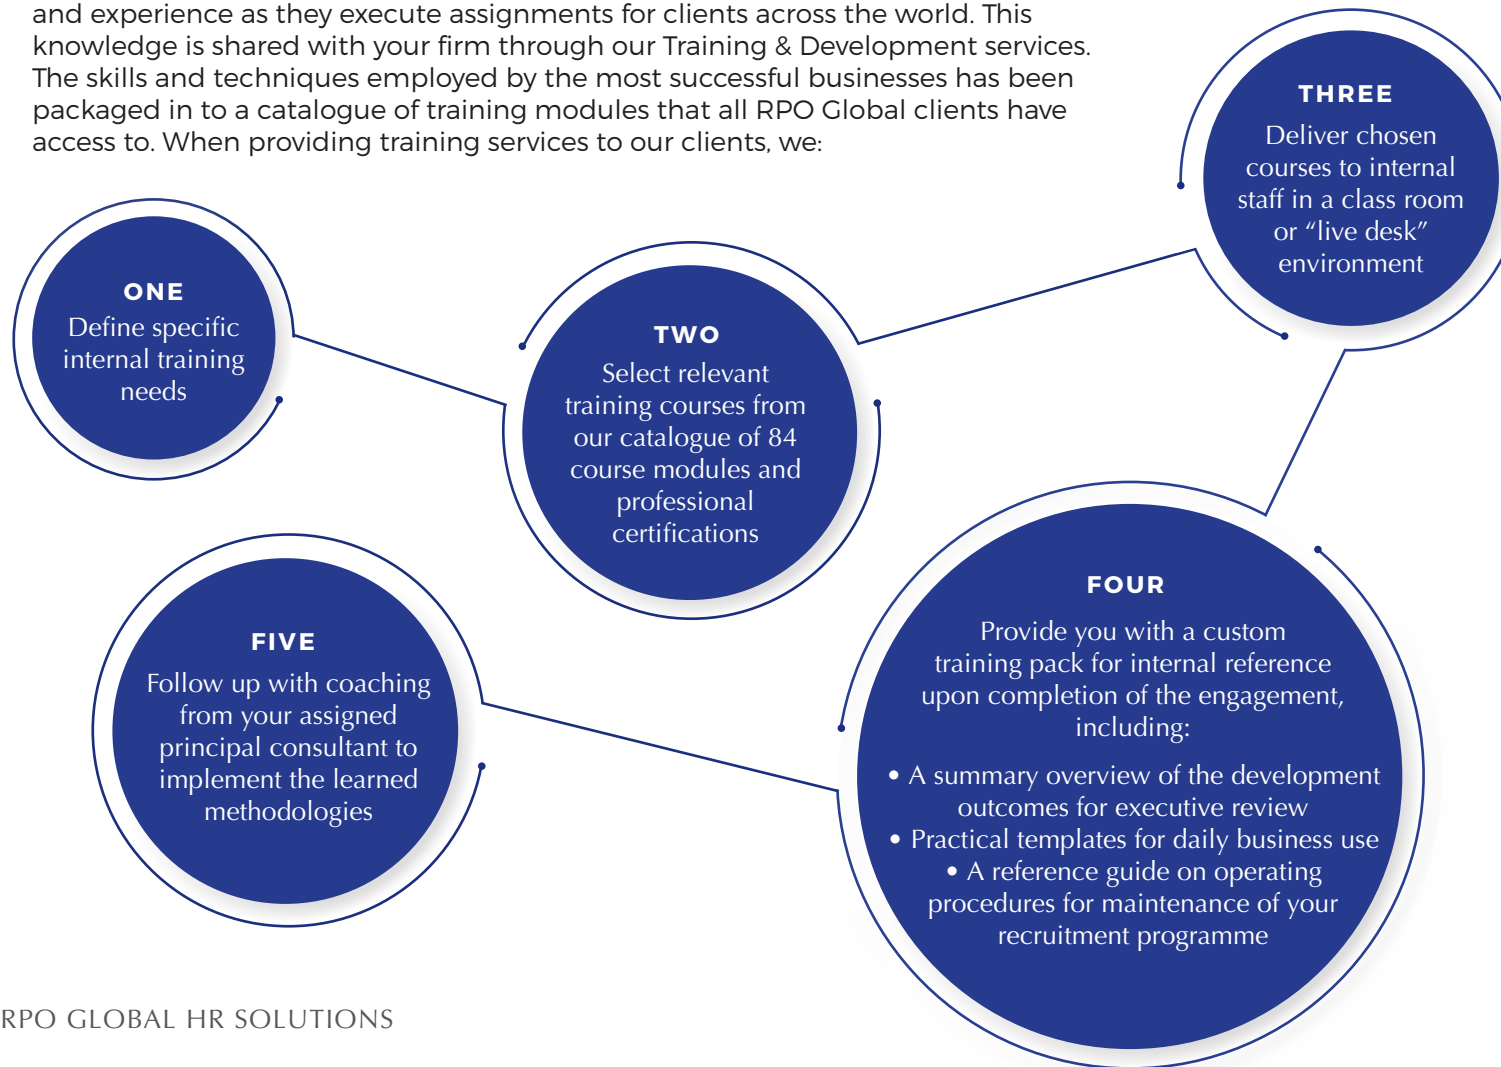 and experience as they execute assignments for clients across the world. This
knowledge is shared with your firm through our Training & Development services.
The skills and techniques employed by the most successful businesses has been
packaged in to a catalogue of training modules that all RPO Global clients have
access to. When providing training services to our clients, we:
ONE
Define specific
internal training
needs
TWO
Select relevant
training courses from
our catalogue of 84
course modules and
professional
certifications
THREE
Deliver chosen
courses to internal
staff in a class room
or “live desk”
environment
FOUR
Provide you with a custom
training pack for internal reference
upon completion of the engagement,
including:
• A summary overview of the development
outcomes for executive review
• Practical templates for daily business use
• A reference guide on operating
procedures for maintenance of your
recruitment programme
FIVE
Follow up with coaching
from your assigned
principal consultant to
implement the learned
methodologies
RPO GLOBAL HR SOLUTIONS